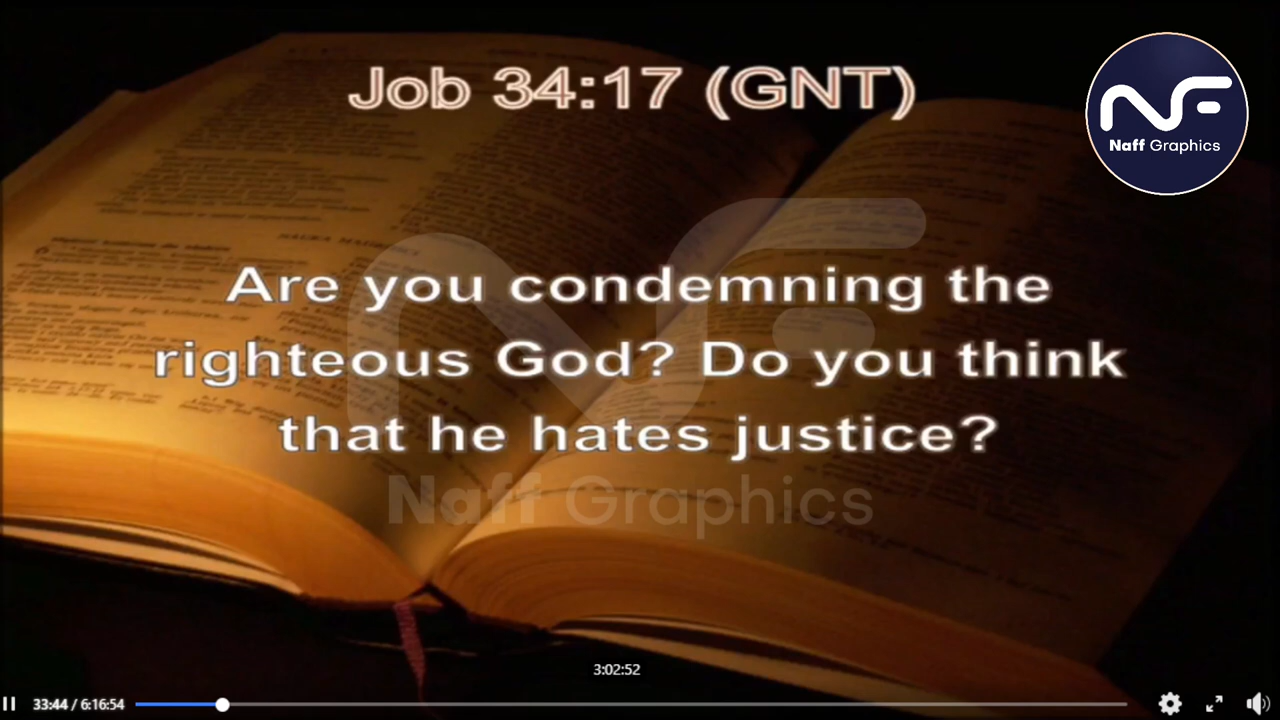 Job 34:17 (GNT)
Naff Graphics
Are you condemning the
righteous God? Do you think
that he hates justice?
Naff Graphics
3:02:52
33:44 / 6:16:54